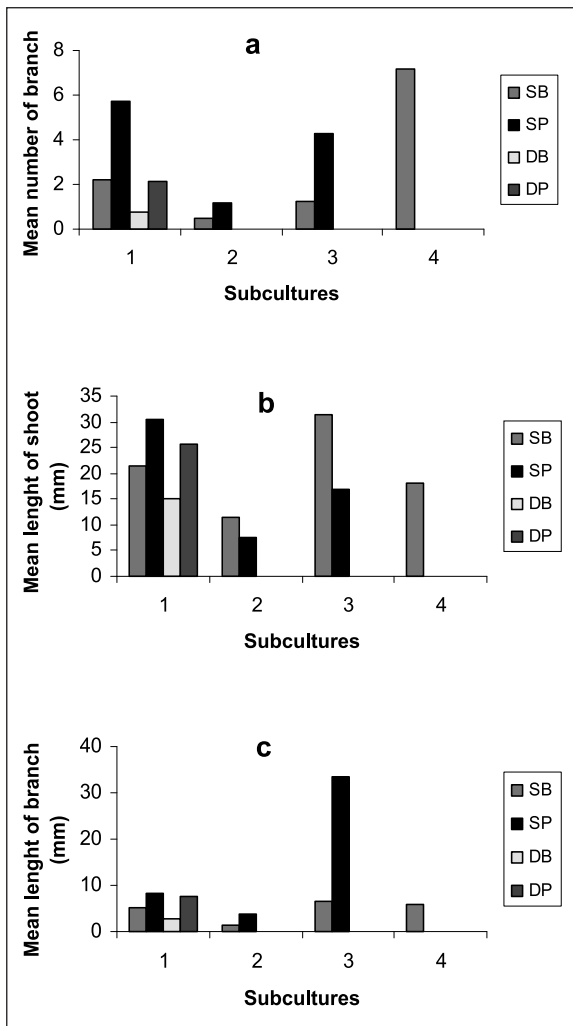 a
Mean number of branch
8
6
4
2
0
1 2 3 4
Subcultures
SB
SP
DB
DP
b
Mean lenght of shoot
(mm)
35
30
25
20
15
10
5
0
1 2 3 4
Subcultures
SB
SP
DB
DP
c
Mean lenght of branch
(mm)
40
30
20
10
0
1 2 3 4
Subcultures
SB
SP
DB
DP